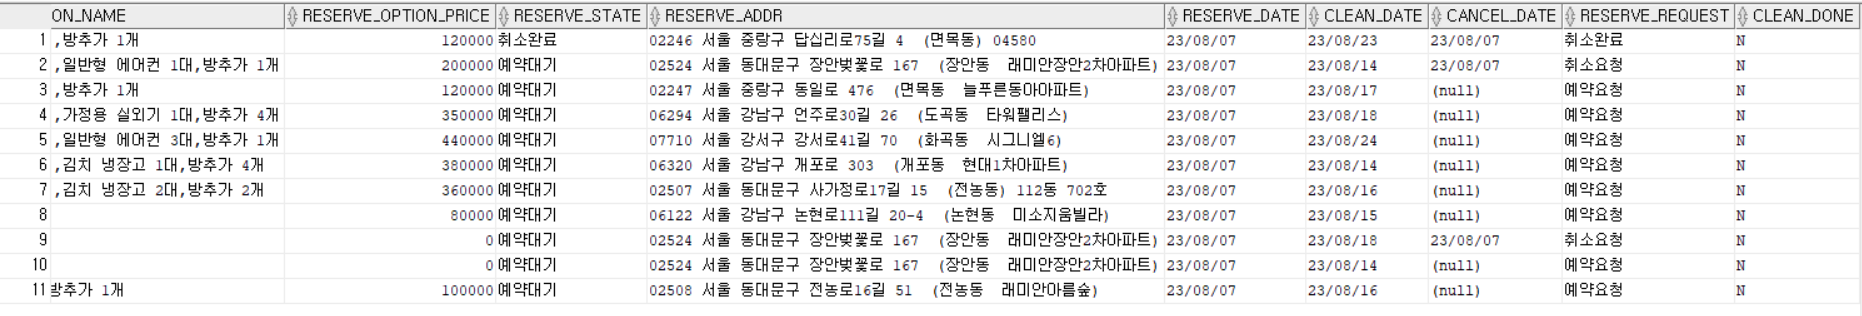 ON_NAME RESERVE_OPTION_PRICE RESERVE_STATE RESERVE_ADDR RESERVE_DATE CLEAN_DATE CANCEL_DATE RESERVE_REQUEST CLEAN_DONE
1 ,방추가 1개 120000 취소완료 02246 서울 중랑구 답십리로75길 4 (면목동) 04580 23/08/07 23/08/23 23/08/07 취소완료 N
2 ,일반형 에어컨 1대,방추가 1개 200000 예약대기 02524 서울 동대문구 장안벚꽃로 167 (장안동 래미안장안2차아파트) 23/08/07 23/08/14 23/08/07 취소요청 N
3 ,방추가 1개 120000 예약대기 02247 서울 중랑구 동일로 476 (면목동 늘푸른동아아파트) 23/08/07 23/08/17 (null) 예약요청 N
4 ,가정용 실외기 1대,방추가 4개 350000 예약대기 06294 서울 강남구 언주로30길 26 (도곡동 타워팰리스) 23/08/07 23/08/18 (null) 예약요청 N
5 ,일반형 에어컨 3대,방추가 1개 440000 예약대기 07710 서울 강서구 강서로41길 70 (화곡동 시그니엘6) 23/08/07 23/08/24 (null) 예약요청 N
6 ,김치 냉장고 1대,방추가 4개 380000 예약대기 06320 서울 강남구 개포로 303 (개포동 현대1차아파트) 23/08/07 23/08/14 (null) 예약요청 N
7 ,김치 냉장고 2대,방추가 2개 360000 예약대기 02507 서울 동대문구 사가정로17길 15 (전농동) 112동 702호 23/08/07 23/08/16 (null) 예약요청 N
8 80000 예약대기 06122 서울 강남구 논현로111길 20-4 (논현동 미소지움빌라) 23/08/07 23/08/15 (null) 예약요청 N
9 0 예약대기 02524 서울 동대문구 장안벚꽃로 167 (장안동 래미안장안2차아파트) 23/08/07 23/08/18 23/08/07 취소요청 N
10 0 예약대기 02524 서울 동대문구 장안벚꽃로 167 (장안동 래미안장안2차아파트) 23/08/07 23/08/14 (null) 예약요청 N
11 방추가 1개 100000 예약대기 02508 서울 동대문구 전농로16길 51 (전농동 래미안아름숲) 23/08/07 23/08/16 (null) 예약요청 N